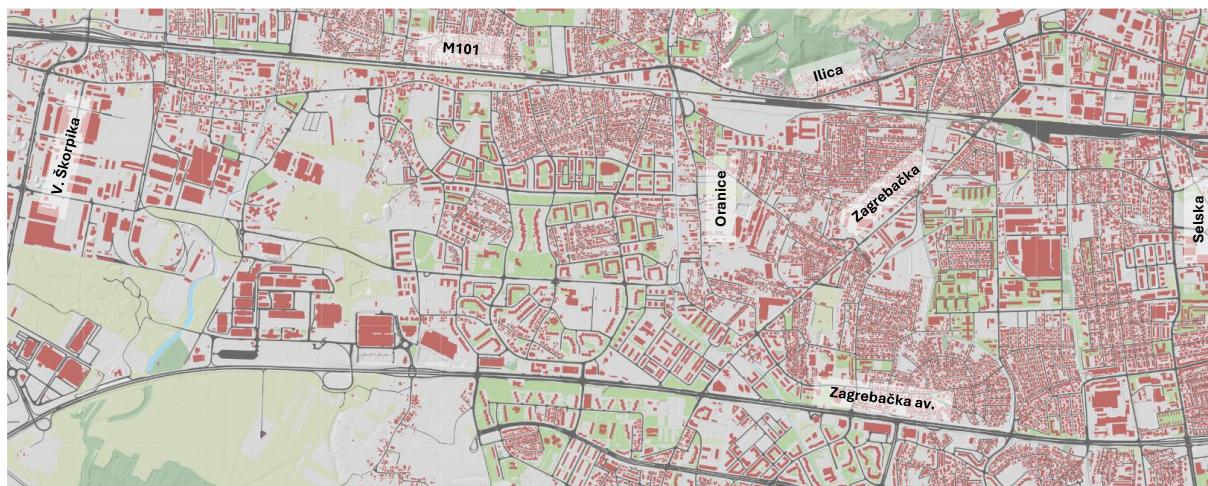 M101
Ilica
V. Škorpika
Oranice
Zagrebačka
Selska
Zagrebačka av.